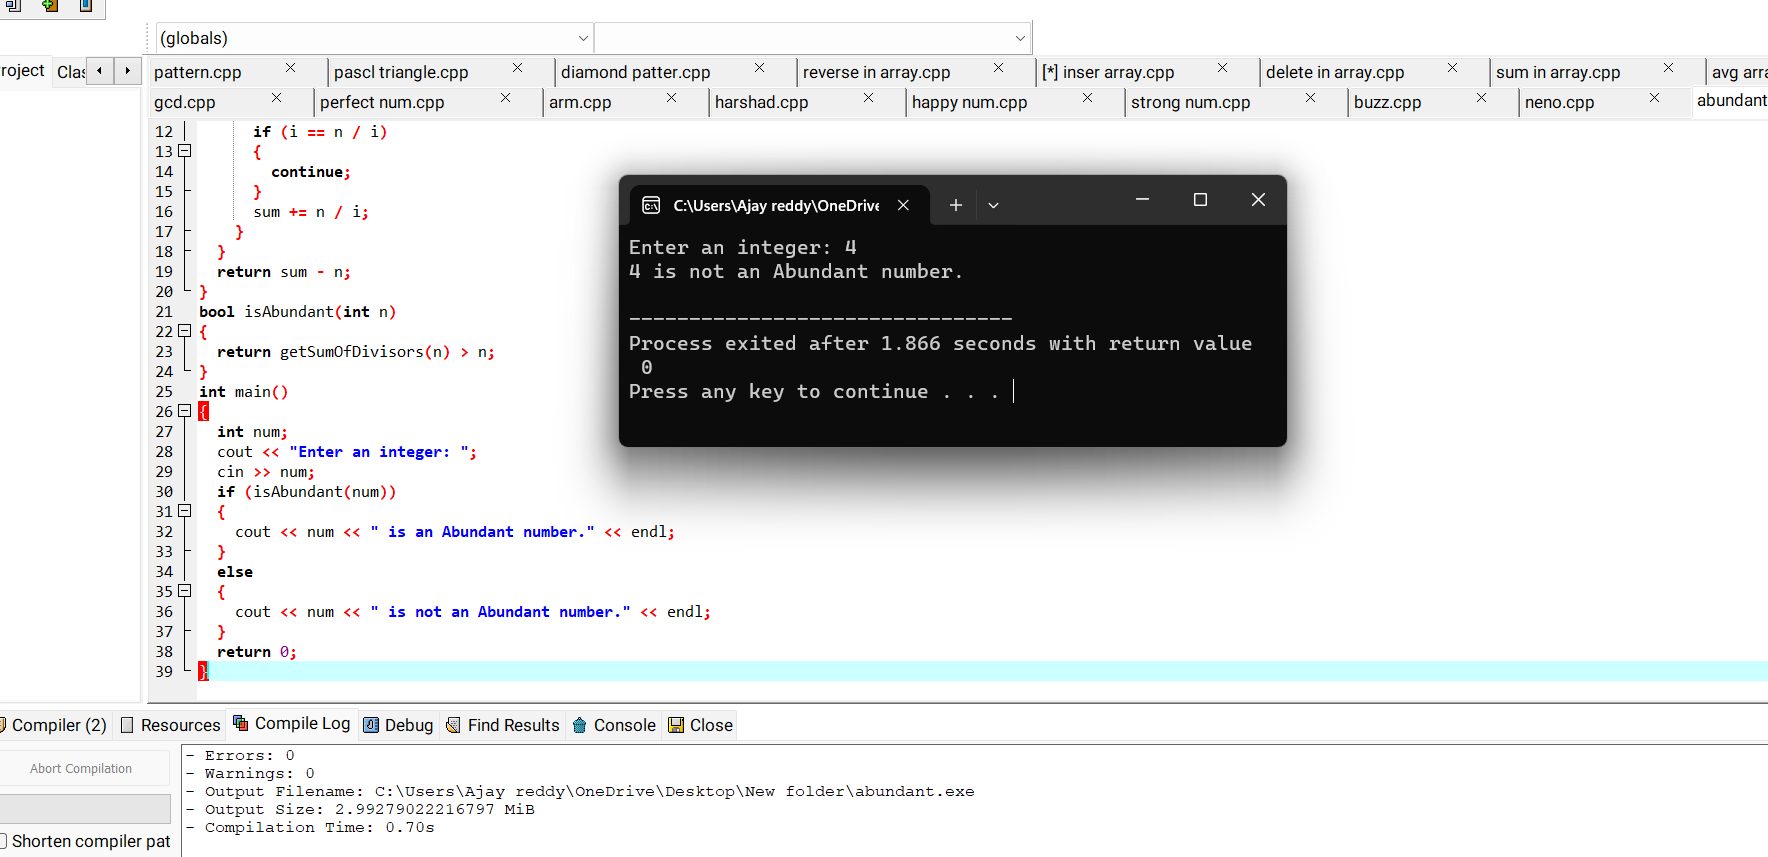 (globals)
roject Clas
pattern.cpp pascl triangle.cpp diamond patter.cpp reverse in array.cpp [*] inser array.cpp delete in array.cpp sum in array.cpp avg arra
gcd.cpp perfect num.cpp arm.cpp harshad.cpp happy num.cpp strong num.cpp buzz.cpp neno.cpp abundant
12 if (i == n / i)
13 {
14 continue;
15 }
16 sum += n / i;
17 }
18 }
19 return sum - n;
20 }
21 bool isAbundant(int n)
22 {
23 return getSumOfDivisors(n) > n;
24 }
25 int main()
26 {
27 int num;
28 cout << "Enter an integer: ";
29 cin >> num;
30 if (isAbundant(num))
31 {
32 cout << num << " is an Abundant number." << endl;
33 }
34 else
35 {
36 cout << num << " is not an Abundant number." << endl;
37 }
38 return 0;
39 }
C:\Users\Ajay reddy\OneDrive
Enter an integer: 4
4 is not an Abundant number.
--------------------------------
Process exited after 1.866 seconds with return value
0
Press any key to continue . . .
Compiler (2) Resources Compile Log Debug Find Results Console Close
Abort Compilation
Shorten compiler pat
- Errors: 0
- Warnings: 0
- Output Filename: C:\Users\Ajay reddy\OneDrive\Desktop\New folder\abundant.exe
- Output Size: 2.99279022216797 MiB
- Compilation Time: 0.70s